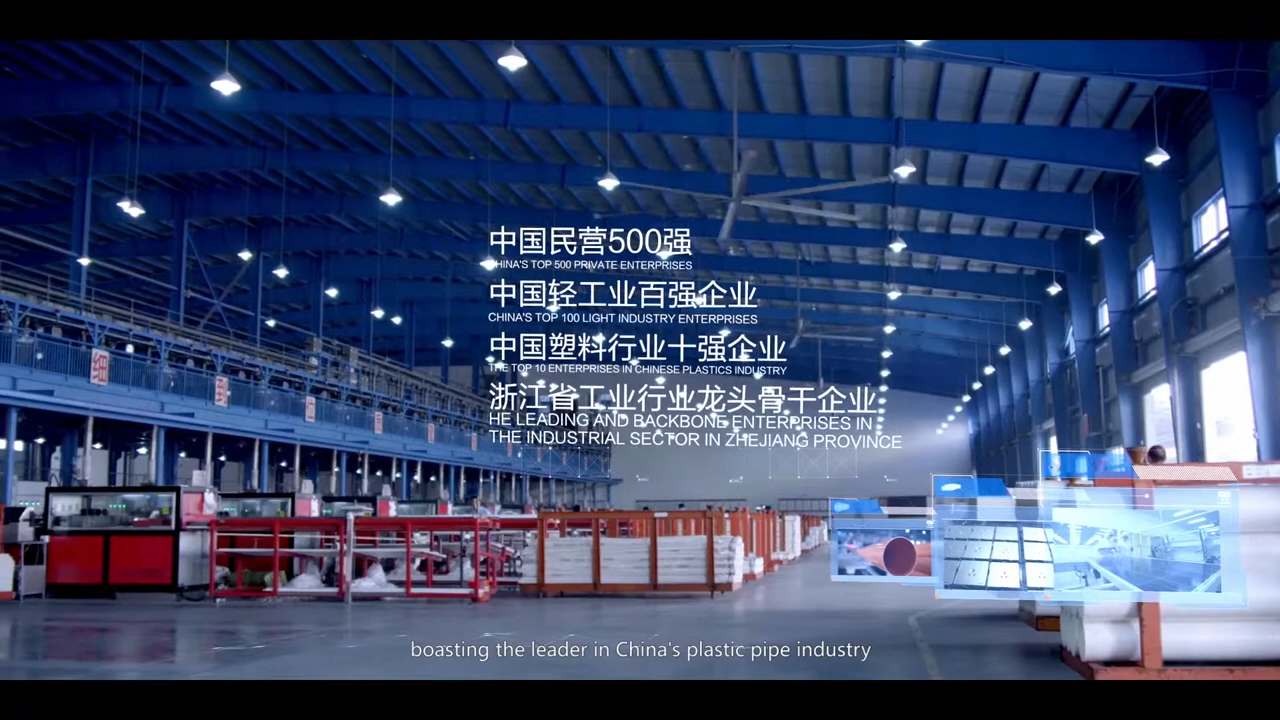 中国民营500强
CHINA'S TOP 500 PRIVATE ENTERPRISES
中国轻工业百强企业
CHINA'S TOP 100 LIGHT INDUSTRY ENTERPRISES
中国塑料行业十强企业
THE TOP 10 ENTERPRISES IN CHINESE PLASTICS INDUSTRY
浙江省工业行业龙头骨干企业
HE LEADING AND BACKBONE ENTERPRISES IN
THE INDUSTRIAL SECTOR IN ZHEJIANG PROVINCE
细
到
boasting the leader in China's plastic pipe industry